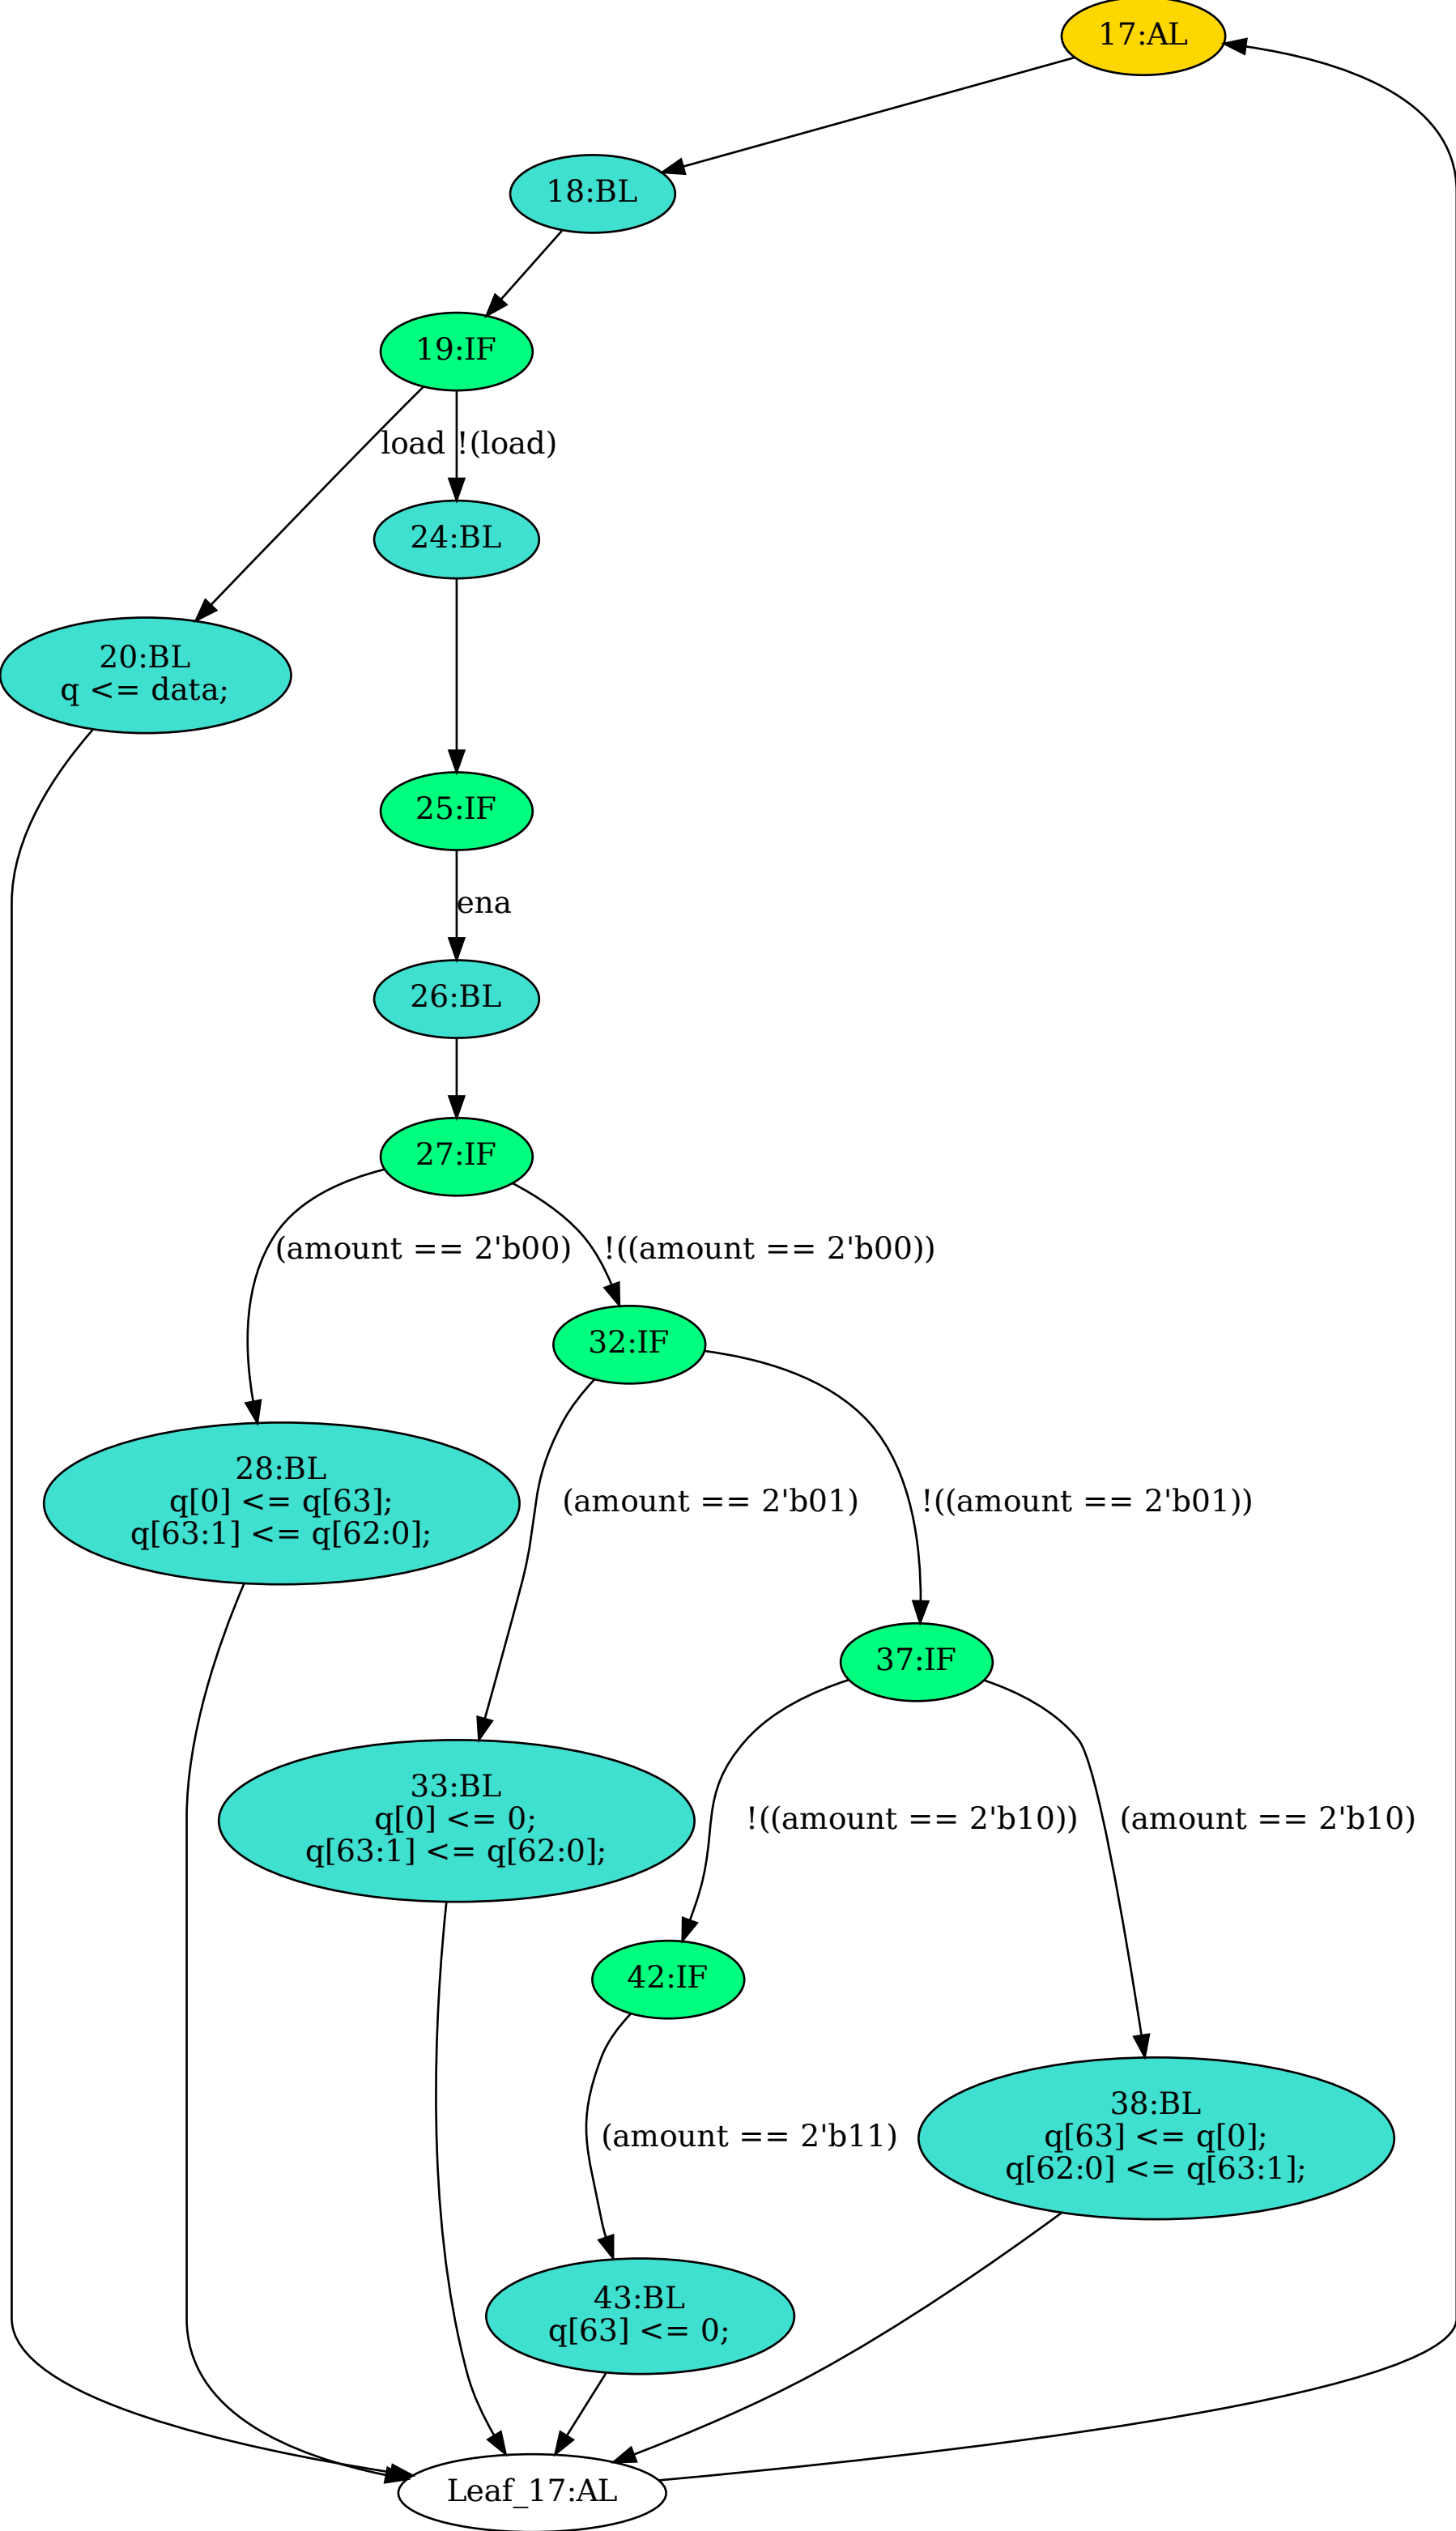 17:AL
18:BL
19:IF
load
!(load)
24:BL
20:BL
q <= data;
25:IF
ena
26:BL
27:IF
(amount == 2'b00)
!((amount == 2'b00))
32:IF
28:BL
q[0] <= q[63];
q[63:1] <= q[62:0];
(amount == 2'b01)
!((amount == 2'b01))
37:IF
33:BL
q[0] <= 0;
q[63:1] <= q[62:0];
!((amount == 2'b10))
(amount == 2'b10)
42:IF
38:BL
q[63] <= q[0];
q[62:0] <= q[63:1];
(amount == 2'b11)
43:BL
q[63] <= 0;
Leaf_17:AL